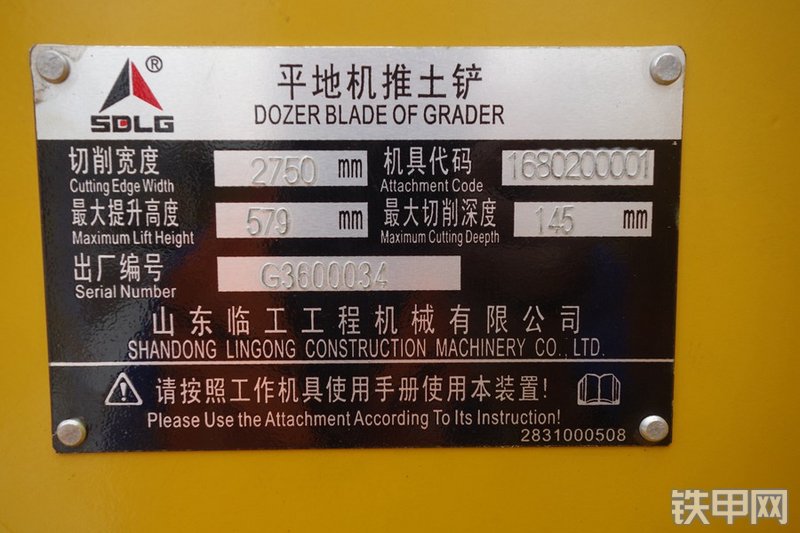 ®
SDLG
平地机推土铲
DOZER BLADE OF GRADER
切削宽度 2750 mm 机具代码 1680200001
Cutting Edge Width Attachment Code
最大提升高度 579 mm 最大切削深度 145 mm
Maximum Lift Height Maximum Cutting Deepth
出厂编号 G3600034
Serial Number
山东临工工程机械有限公司
SHANDONG LINGONG CONSTRUCTION MACHINERY CO., LTD.
请按照工作机具使用手册使用本装置!
Please Use the Attachment According To Its Instruction!
2831000508
铁甲网